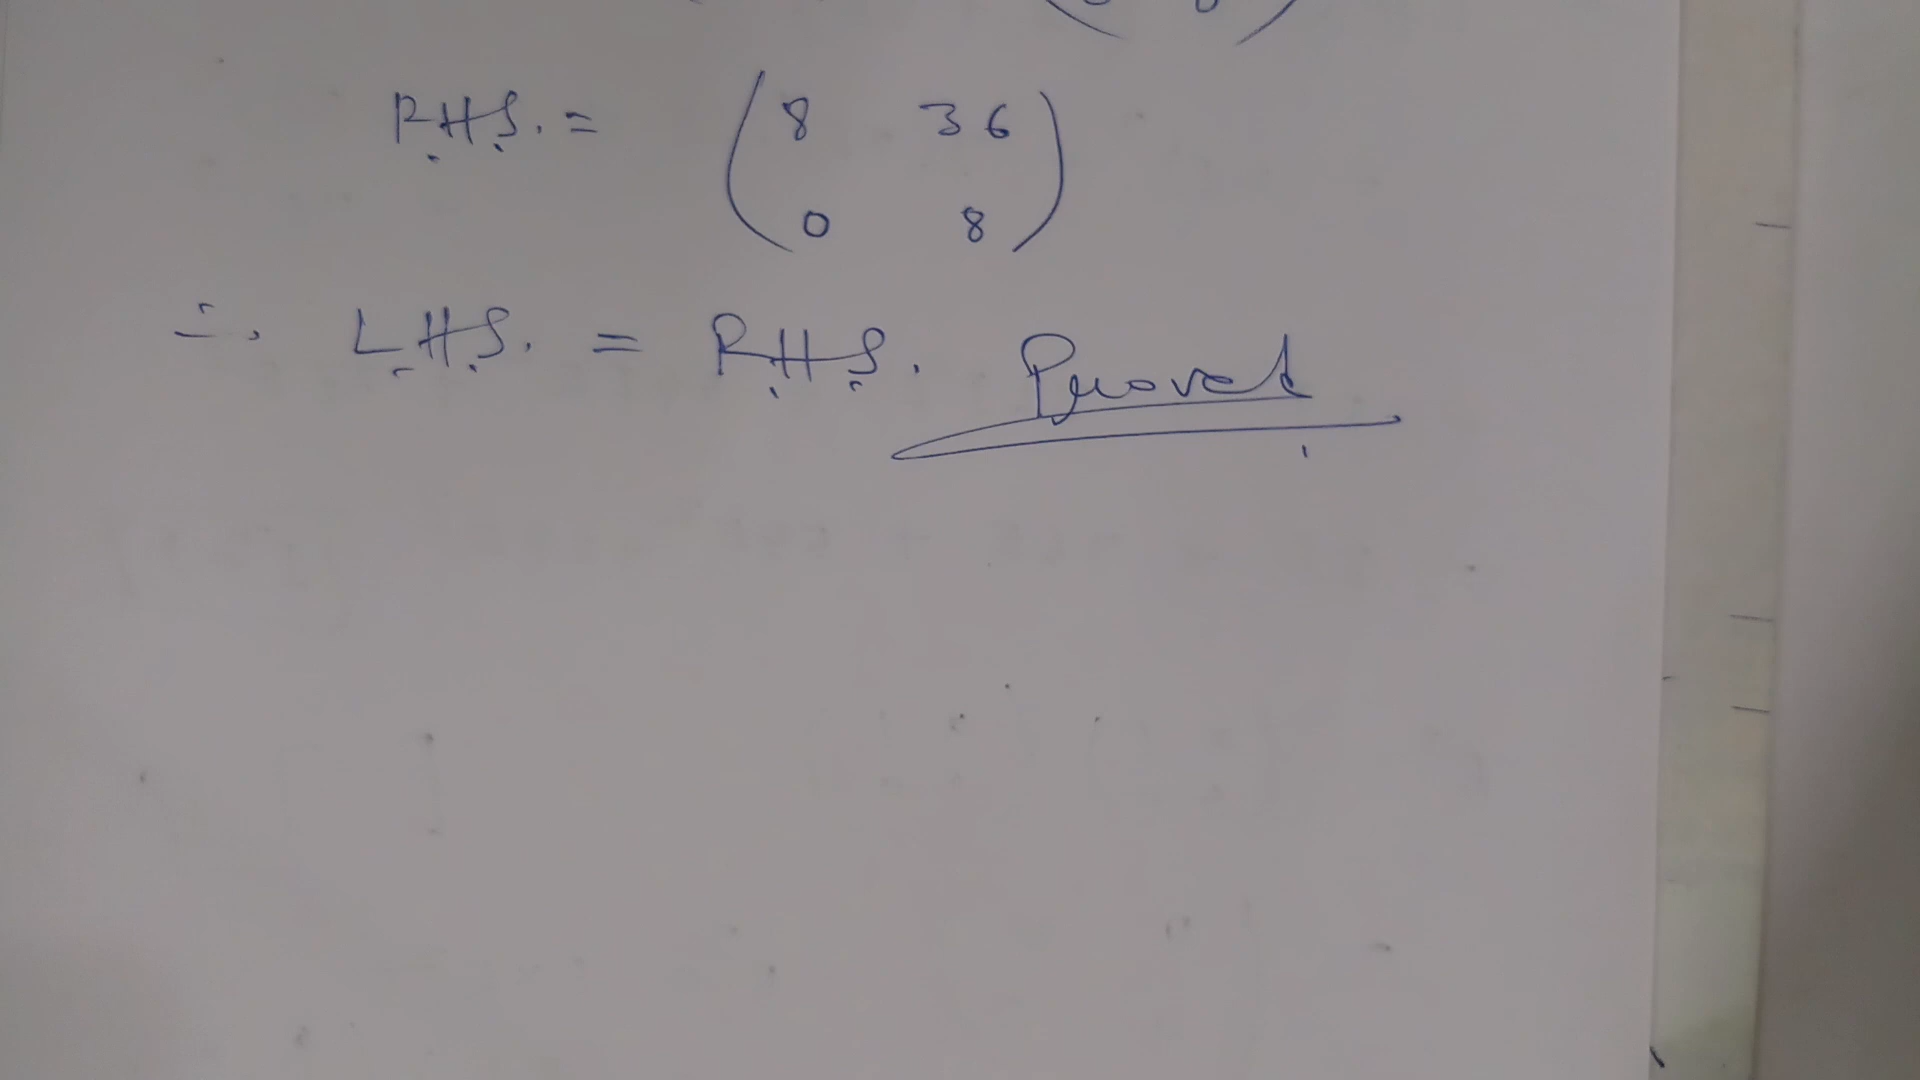 R.H.S. = ( 8 36
0 8 )
∴ L.H.S. = R.H.S. Proved